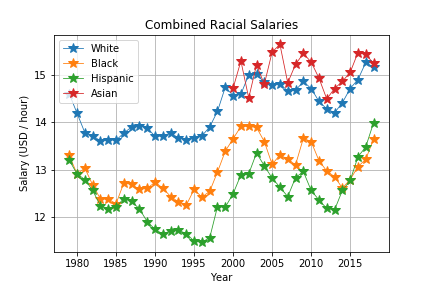 Combined Racial Salaries
White
Black
Hispanic
Asian
Salary (USD / hour)
15
14
13
12
1980 1985 1990 1995 2000 2005 2010 2015
Year